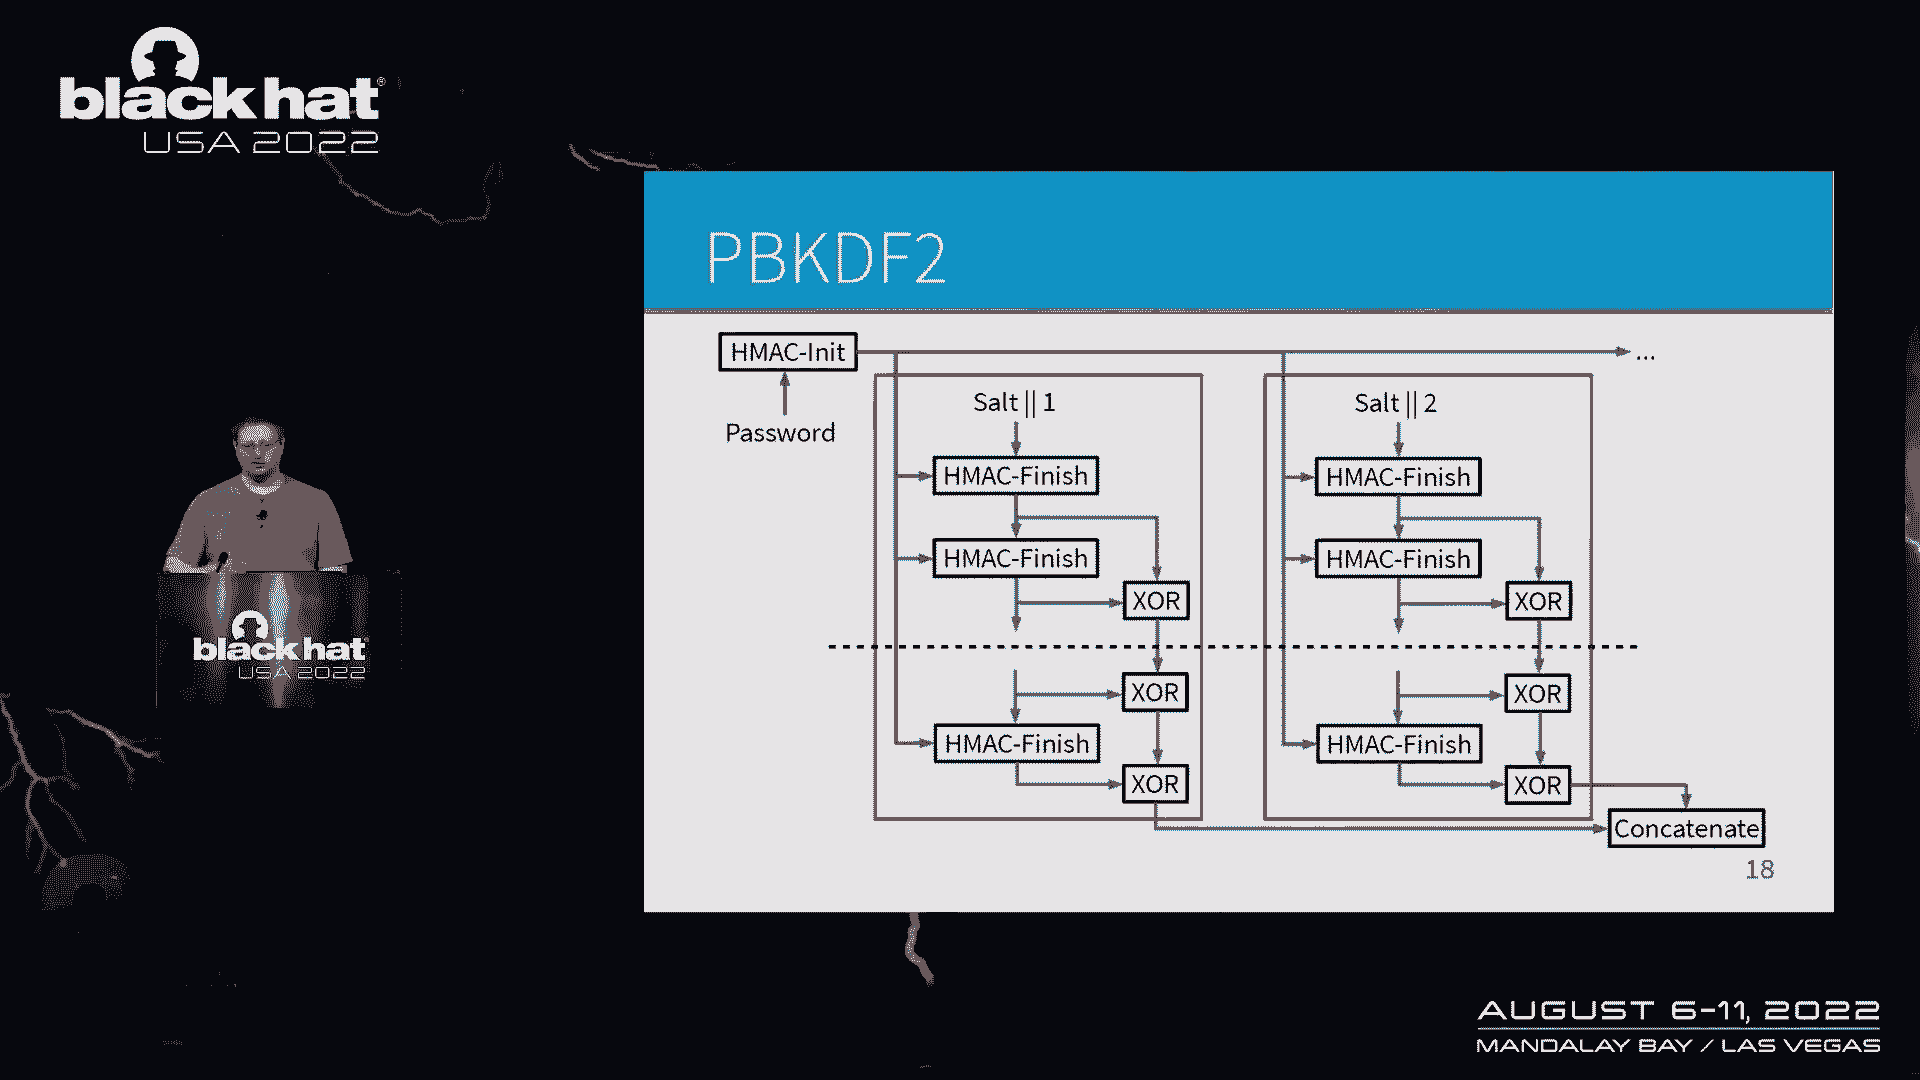 black hat®
USA 2022
PBKDF2
HMAC-Init
...
Password
Salt || 1
HMAC-Finish
HMAC-Finish
XOR
XOR
HMAC-Finish
XOR
Salt || 2
HMAC-Finish
HMAC-Finish
XOR
XOR
HMAC-Finish
XOR
Concatenate
18
black hat
USA 2022
AUGUST 6-11, 2022
MANDALAY BAY / LAS VEGAS